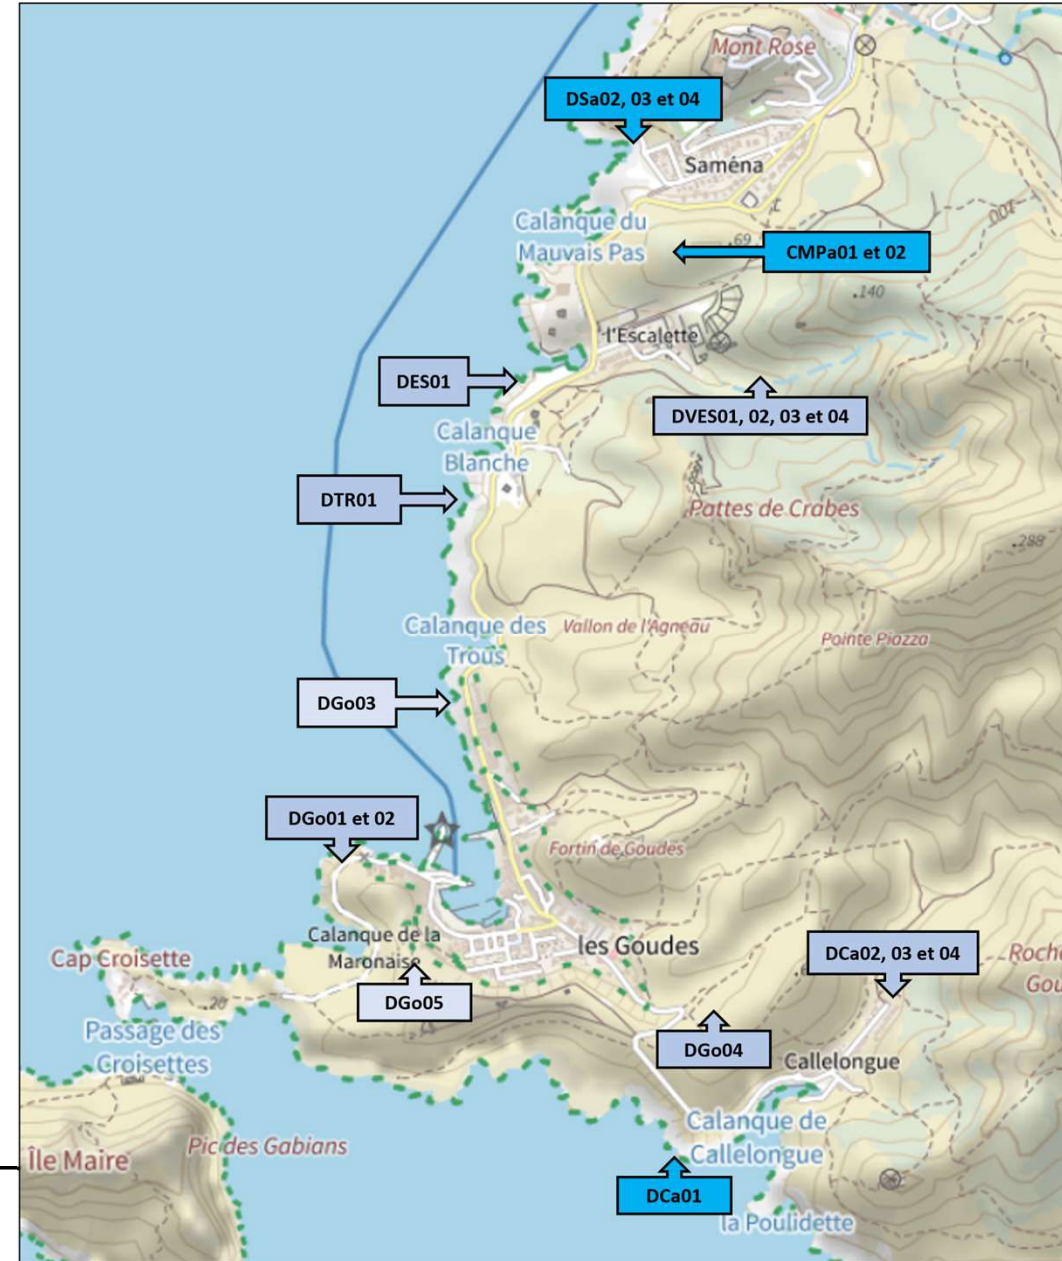 Mont Rose
DSa02, 03 et 04
Saména
001
Calanque du
Mauvais Pas
.69
CMPa01 et 02
.140
l'Escalette
DES01
DVES01, 02, 03 et 04
Calanque
Blanche
DTR01
Pattes de Crabes
.288
Calanque des
Trous
Vallon de l'Agneau
Pointe Piazza
DGo03
DGo01 et 02
Fortin de Goudes
Calanque de la
Maronaise
les Goudes
DCa02, 03 et 04
Cap Croisette
.20
DGo05
Passage des
Croisettes
DGo04
Callelongue
Calanque de
Callelongue
Pic des Gabians
Île Maire
DCa01
la Poulidette